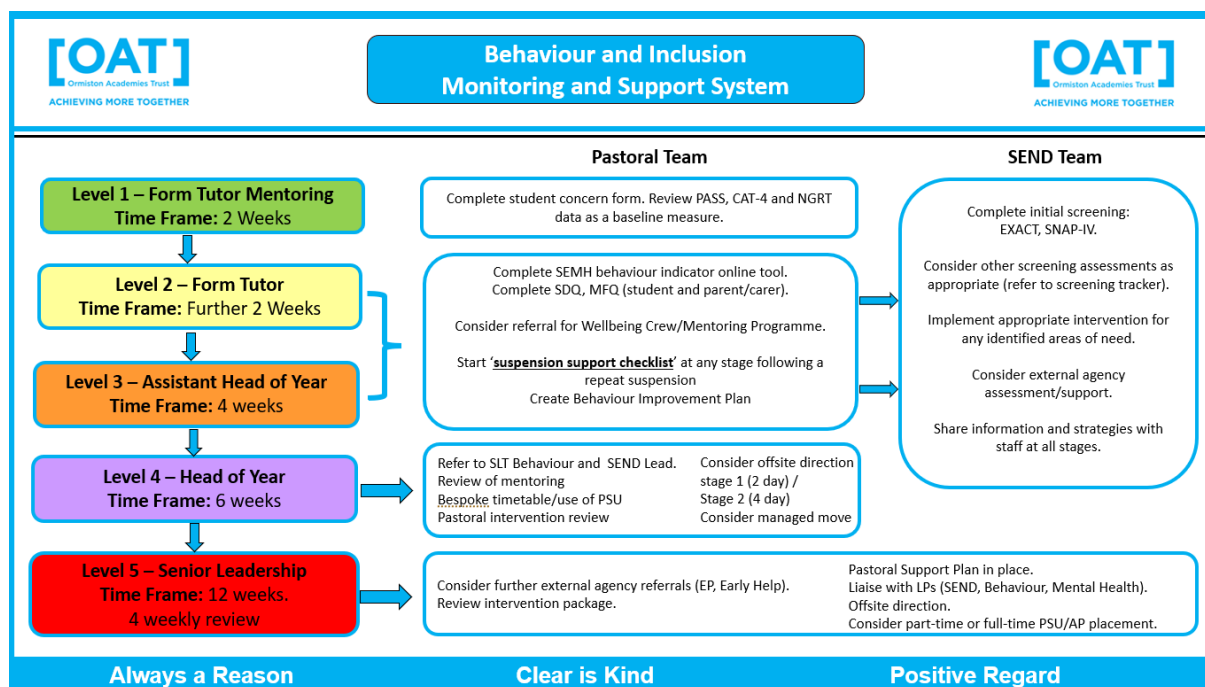 [OAT]
Ormiston Academies Trust
ACHIEVING MORE TOGETHER
Behaviour and Inclusion
Monitoring and Support System
[OAT]
Ormiston Academies Trust
ACHIEVING MORE TOGETHER
Pastoral Team
SEND Team
Level 1 – Form Tutor Mentoring
Time Frame: 2 Weeks
Complete student concern form. Review PASS, CAT-4 and NGRT
data as a baseline measure.
Level 2 – Form Tutor
Time Frame: Further 2 Weeks
Level 3 – Assistant Head of Year
Time Frame: 4 weeks
Complete SEMH behaviour indicator online tool.
Complete SDQ, MFQ (student and parent/carer).
Consider referral for Wellbeing Crew/Mentoring Programme.
Start ‘suspension support checklist’ at any stage following a
repeat suspension
Create Behaviour Improvement Plan
Complete initial screening:
EXACT, SNAP-IV.
Consider other screening assessments as
appropriate (refer to screening tracker).
Implement appropriate intervention for
any identified areas of need.
Consider external agency
assessment/support.
Share information and strategies with
staff at all stages.
Level 4 – Head of Year
Time Frame: 6 weeks
Refer to SLT Behaviour and SEND Lead.
Review of mentoring
Bespoke timetable/use of PSU
Pastoral intervention review
Consider offsite direction
stage 1 (2 day) /
Stage 2 (4 day)
Consider managed move
Level 5 – Senior Leadership
Time Frame: 12 weeks.
4 weekly review
Consider further external agency referrals (EP, Early Help).
Review intervention package.
Pastoral Support Plan in place.
Liaise with LPs (SEND, Behaviour, Mental Health).
Offsite direction.
Consider part-time or full-time PSU/AP placement.
Always a Reason
Clear is Kind
Positive Regard